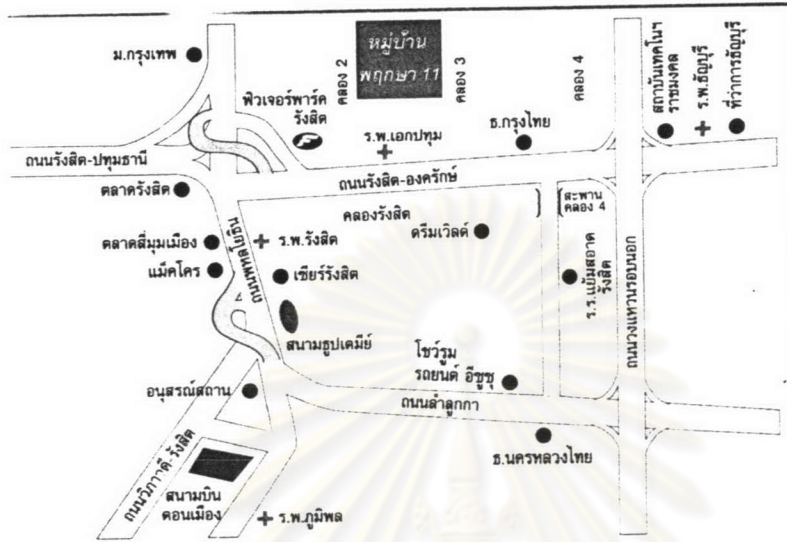 ม.กรุงเทพ
หมู่บ้าน
พฤกษา 11
คลอง 2
คลอง 3
คลอง 4
สถาบันเทคโนฯ
ราชมงคล
ร.พ.ธัญบุรี
ที่ว่าการธัญบุรี
ฟิวเจอร์พาร์ค
รังสิต
ร.พ.เอกปทุม
ธ.กรุงไทย
ถนนรังสิต-ปทุมธานี
ถนนรังสิต-องครักษ์
ตลาดรังสิต
คลองรังสิต
สะพาน
คลอง 4
ถนนพหลโยธิน
ตลาดสี่มุมเมือง
ร.พ.รังสิต
ดรีมเวิลด์
แม็คโคร
เซียร์รังสิต
ร.ร.แย้มสอาด
รังสิต
ถนนวงแหวนรอบนอก
สนามธูปเตมีย์
โชว์รูม
รถยนต์ อีซูซุ
อนุสรณ์สถาน
ถนนลำลูกกา
ถนนวิภาวดี-รังสิต
ธ.นครหลวงไทย
สนามบิน
ดอนเมือง
ร.พ.ภูมิพล